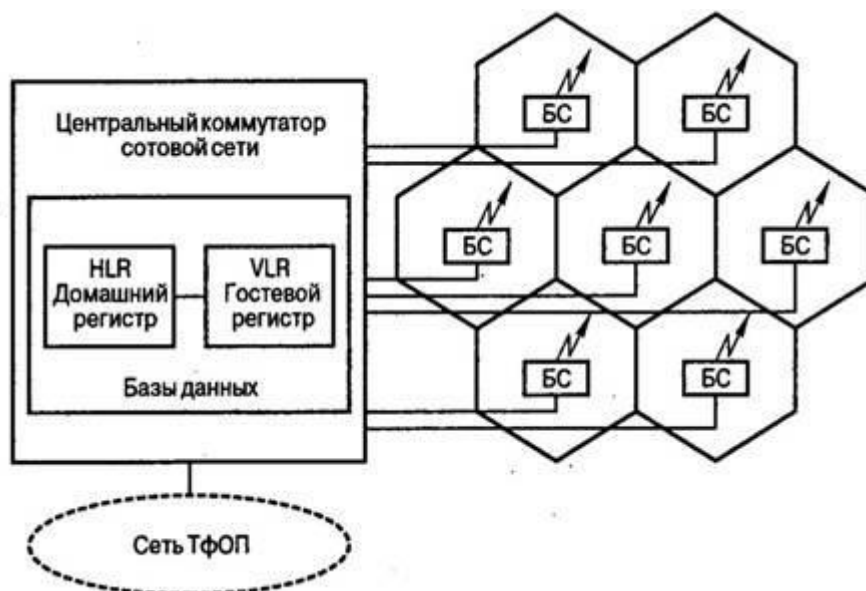 Центральный коммутатор
сотовой сети
HLR
Домашний
регистр
VLR
Гостевой
регистр
Базы данных
Сеть ТфОП
БС
БС
БС
БС
БС
БС
БС